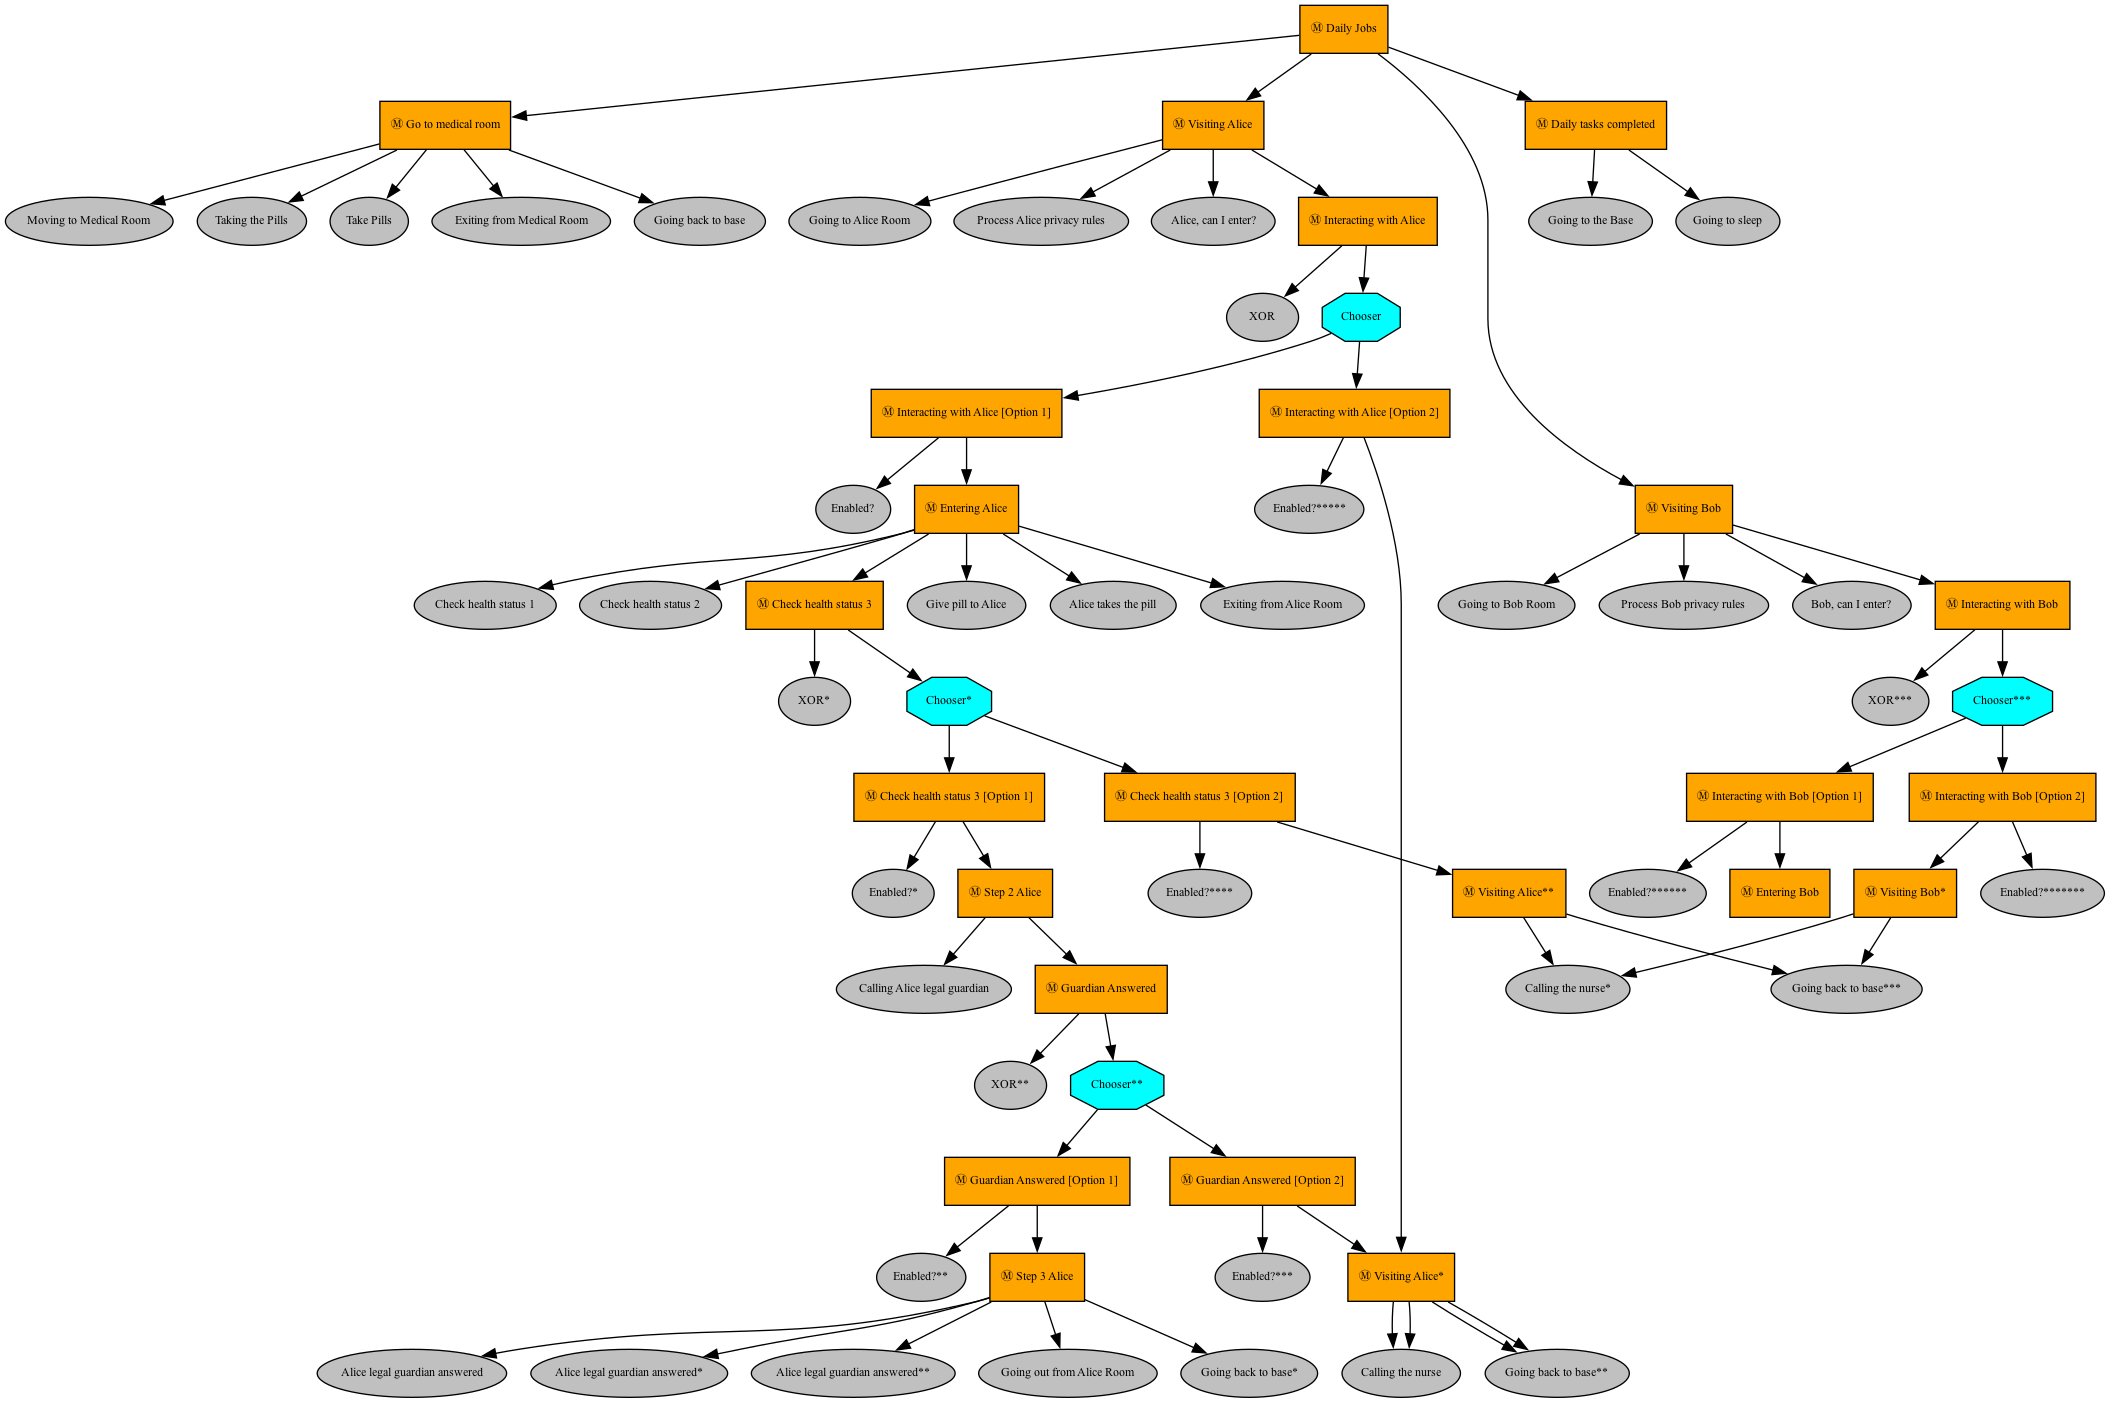 Ⓜ Daily Jobs
Ⓜ Go to medical room
Ⓜ Visiting Alice
Ⓜ Daily tasks completed
Moving to Medical Room
Taking the Pills
Take Pills
Exiting from Medical Room
Going back to base
Going to Alice Room
Process Alice privacy rules
Alice, can I enter?
Ⓜ Interacting with Alice
Going to the Base
Going to sleep
XOR
Chooser
Ⓜ Interacting with Alice [Option 1]
Ⓜ Interacting with Alice [Option 2]
Enabled?
Ⓜ Entering Alice
Enabled?*****
Ⓜ Visiting Bob
Check health status 1
Check health status 2
Ⓜ Check health status 3
Give pill to Alice
Alice takes the pill
Exiting from Alice Room
Going to Bob Room
Process Bob privacy rules
Bob, can I enter?
Ⓜ Interacting with Bob
XOR*
Chooser*
XOR***
Chooser***
Ⓜ Check health status 3 [Option 1]
Ⓜ Check health status 3 [Option 2]
Ⓜ Interacting with Bob [Option 1]
Ⓜ Interacting with Bob [Option 2]
Enabled?*
Ⓜ Step 2 Alice
Enabled?****
Ⓜ Visiting Alice**
Enabled?******
Ⓜ Entering Bob
Ⓜ Visiting Bob*
Enabled?*******
Calling Alice legal guardian
Ⓜ Guardian Answered
Calling the nurse*
Going back to base***
XOR**
Chooser**
Ⓜ Guardian Answered [Option 1]
Ⓜ Guardian Answered [Option 2]
Enabled?**
Ⓜ Step 3 Alice
Enabled?***
Ⓜ Visiting Alice*
Alice legal guardian answered
Alice legal guardian answered*
Alice legal guardian answered**
Going out from Alice Room
Going back to base*
Calling the nurse
Going back to base**